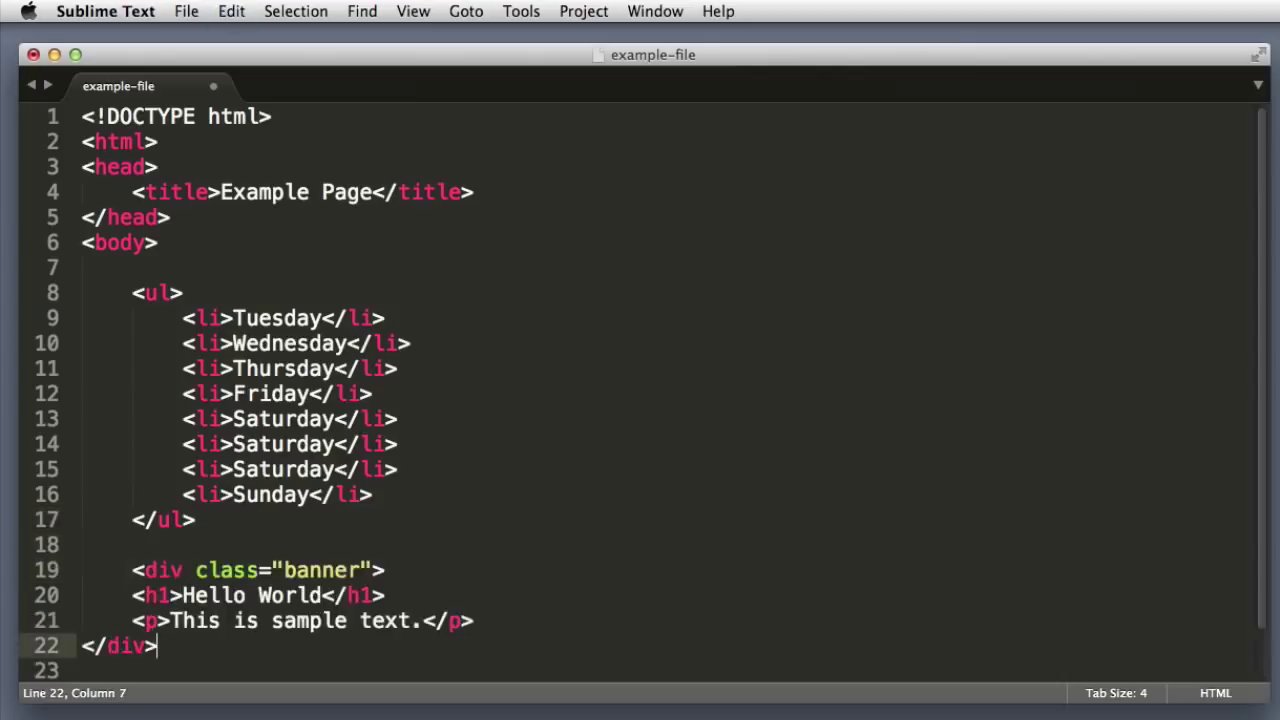 Sublime Text File Edit Selection Find View Goto Tools Project Window Help
example-file
example-file
1 <!DOCTYPE html>
2 <html>
3 <head>
4     <title>Example Page</title>
5 </head>
6 <body>
7
8     <ul>
9         <li>Tuesday</li>
10         <li>Wednesday</li>
11         <li>Thursday</li>
12         <li>Friday</li>
13         <li>Saturday</li>
14         <li>Saturday</li>
15         <li>Saturday</li>
16         <li>Sunday</li>
17     </ul>
18
19     <div class="banner">
20     <h1>Hello World</h1>
21     <p>This is sample text.</p>
22 </div>
23
Line 22, Column 7 Tab Size: 4 HTML